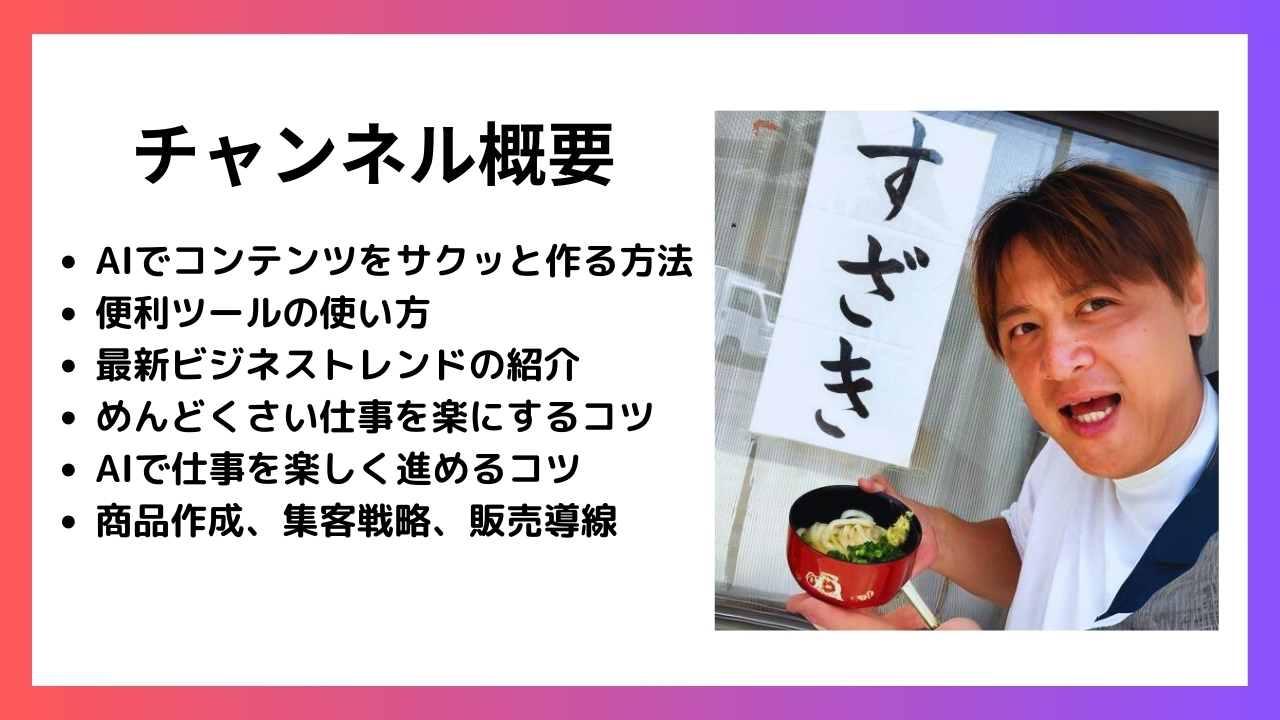 チャンネル概要
• AIでコンテンツをサクッと作る方法
• 便利ツールの使い方
• 最新ビジネストレンドの紹介
• めんどくさい仕事を楽にするコツ
• AIで仕事を楽しく進めるコツ
• 商品作成、集客戦略、販売導線
すざき